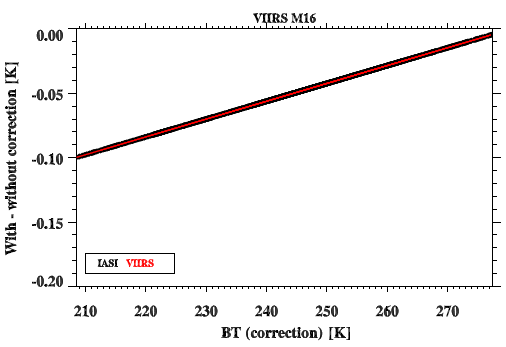 VIIRS M16
0.00
-0.05
-0.10
-0.15
-0.20
With - without correction [K]
IASI VIIRS
210 220 230 240 250 260 270
BT (correction) [K]